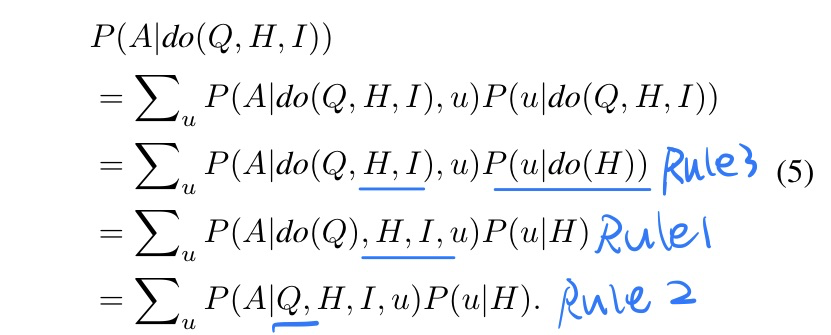 P(A|do(Q, H, I))
= ∑_u P(A|do(Q, H, I), u)P(u|do(Q, H, I))
= ∑_u P(A|do(Q, H, I), u)P(u|do(H)) Rule3 (5)
= ∑_u P(A|do(Q), H, I, u)P(u|H) Rule1
= ∑_u P(A|Q, H, I, u)P(u|H). Rule 2